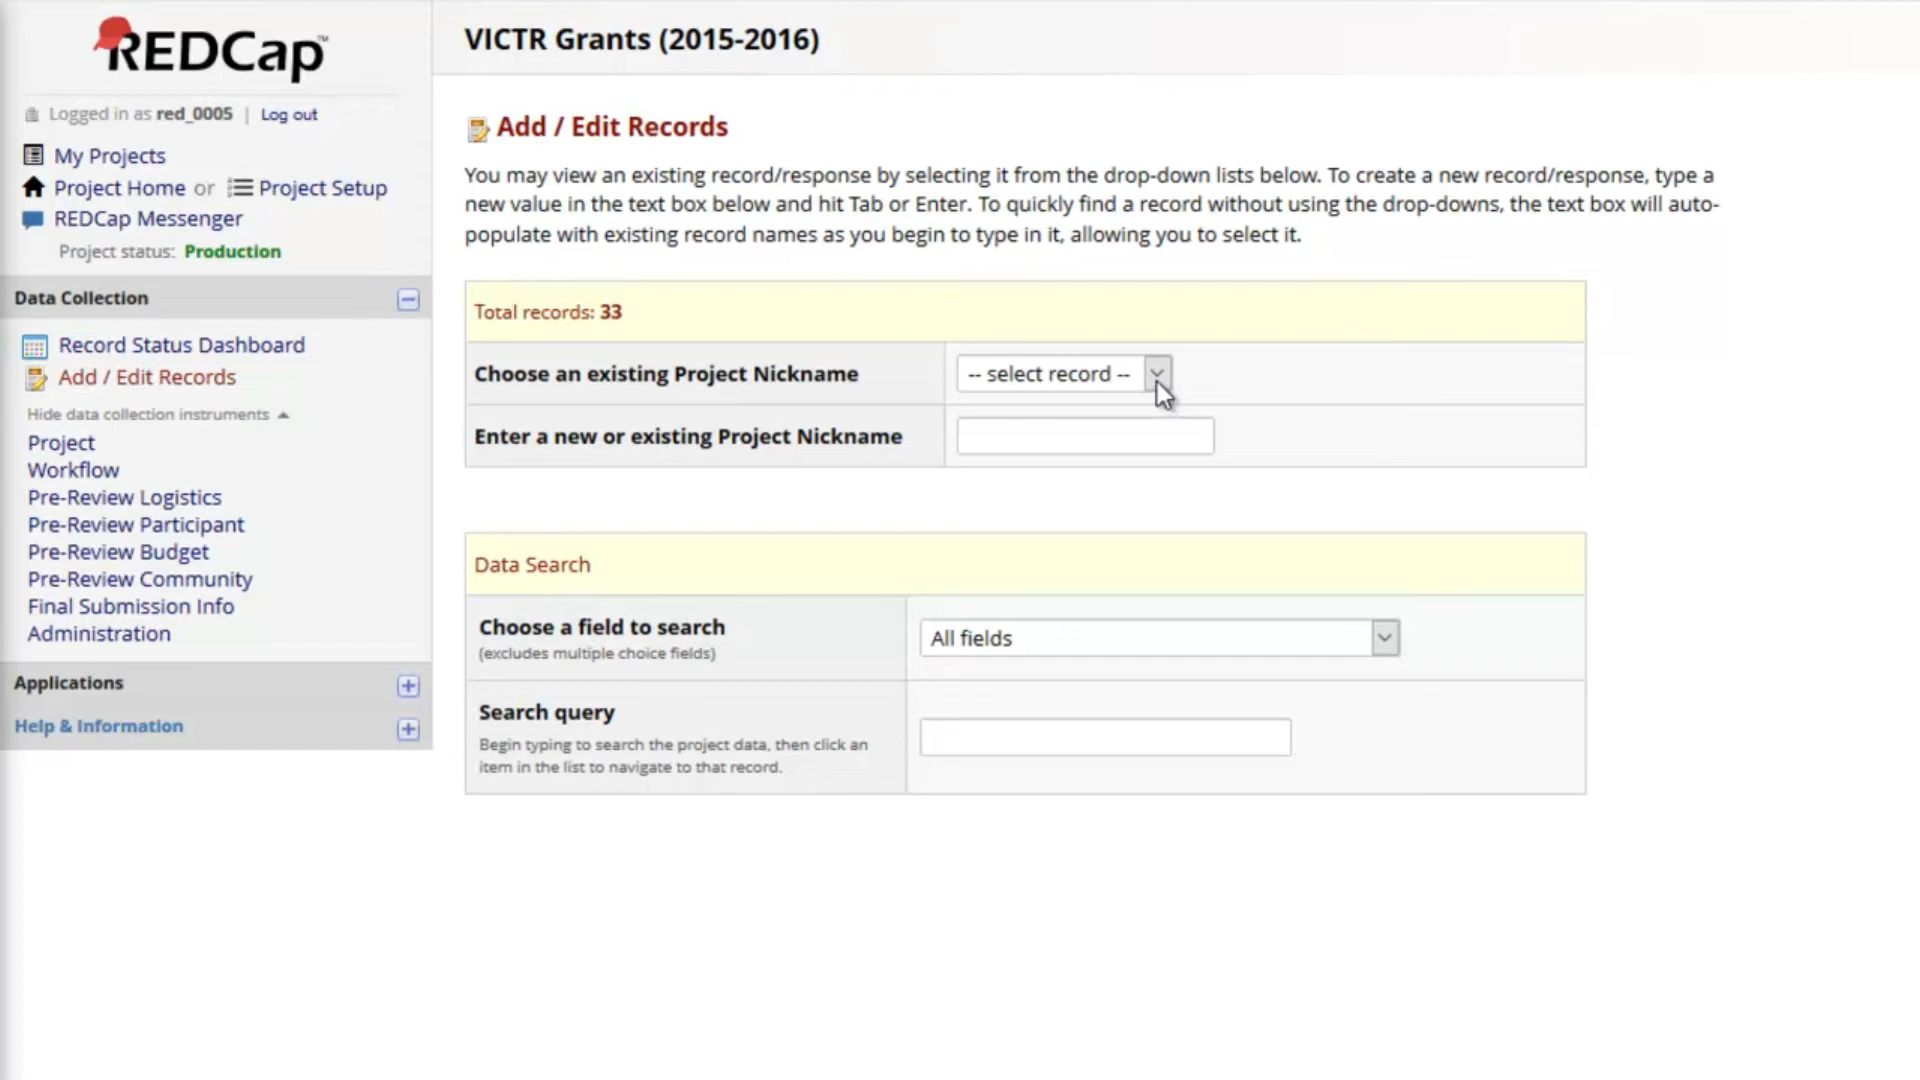 REDCap™
Logged in as red_0005 | Log out
My Projects
Project Home or Project Setup
REDCap Messenger
Project status: Production
Data Collection
Record Status Dashboard
Add / Edit Records
Hide data collection instruments
Project
Workflow
Pre-Review Logistics
Pre-Review Participant
Pre-Review Budget
Pre-Review Community
Final Submission Info
Administration
Applications
Help & Information
VICTR Grants (2015-2016)
Add / Edit Records
You may view an existing record/response by selecting it from the drop-down lists below. To create a new record/response, type a
new value in the text box below and hit Tab or Enter. To quickly find a record without using the drop-downs, the text box will auto-
populate with existing record names as you begin to type in it, allowing you to select it.
Total records: 33
Choose an existing Project Nickname
-- select record --
Enter a new or existing Project Nickname
Data Search
Choose a field to search
(excludes multiple choice fields)
All fields
Search query
Begin typing to search the project data, then click an
item in the list to navigate to that record.